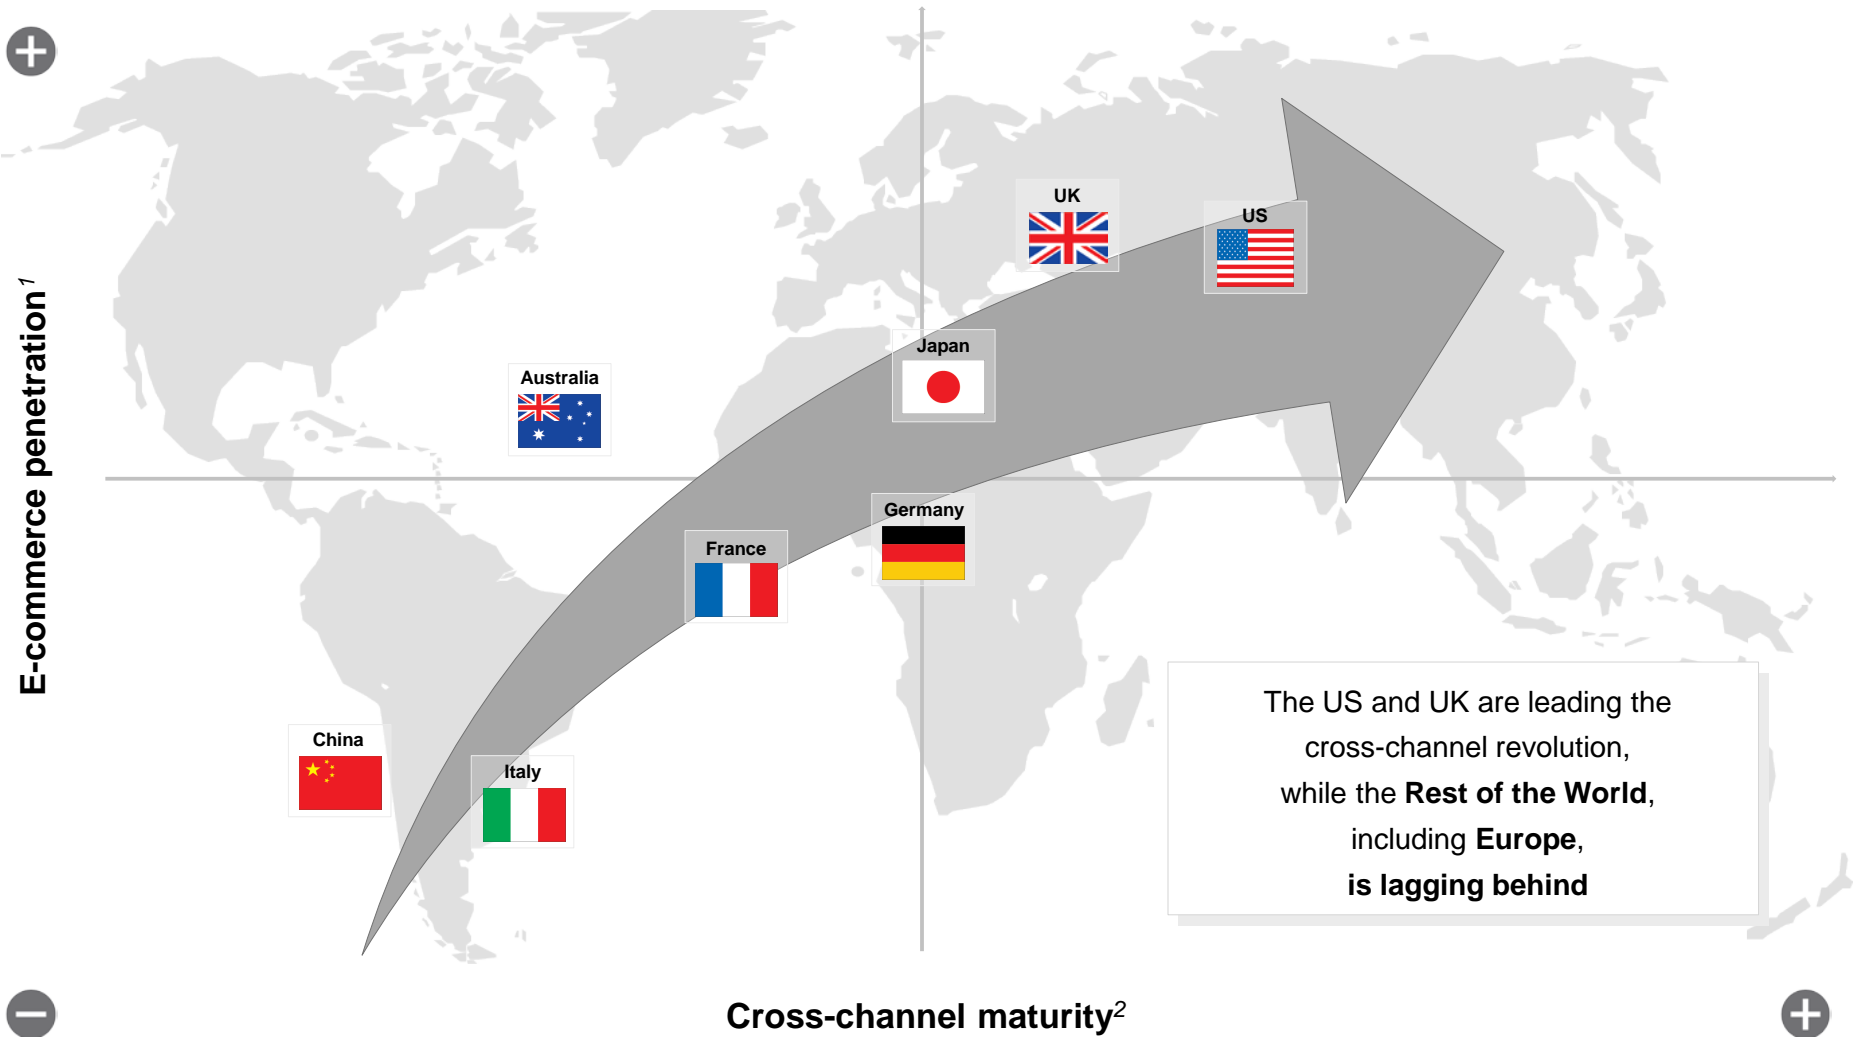 UK
US
Japan
Australia
Germany
France
China
Italy
E-commerce penetration1
The US and UK are leading the
cross-channel revolution,
while the Rest of the World,
including Europe,
is lagging behind
Cross-channel maturity2